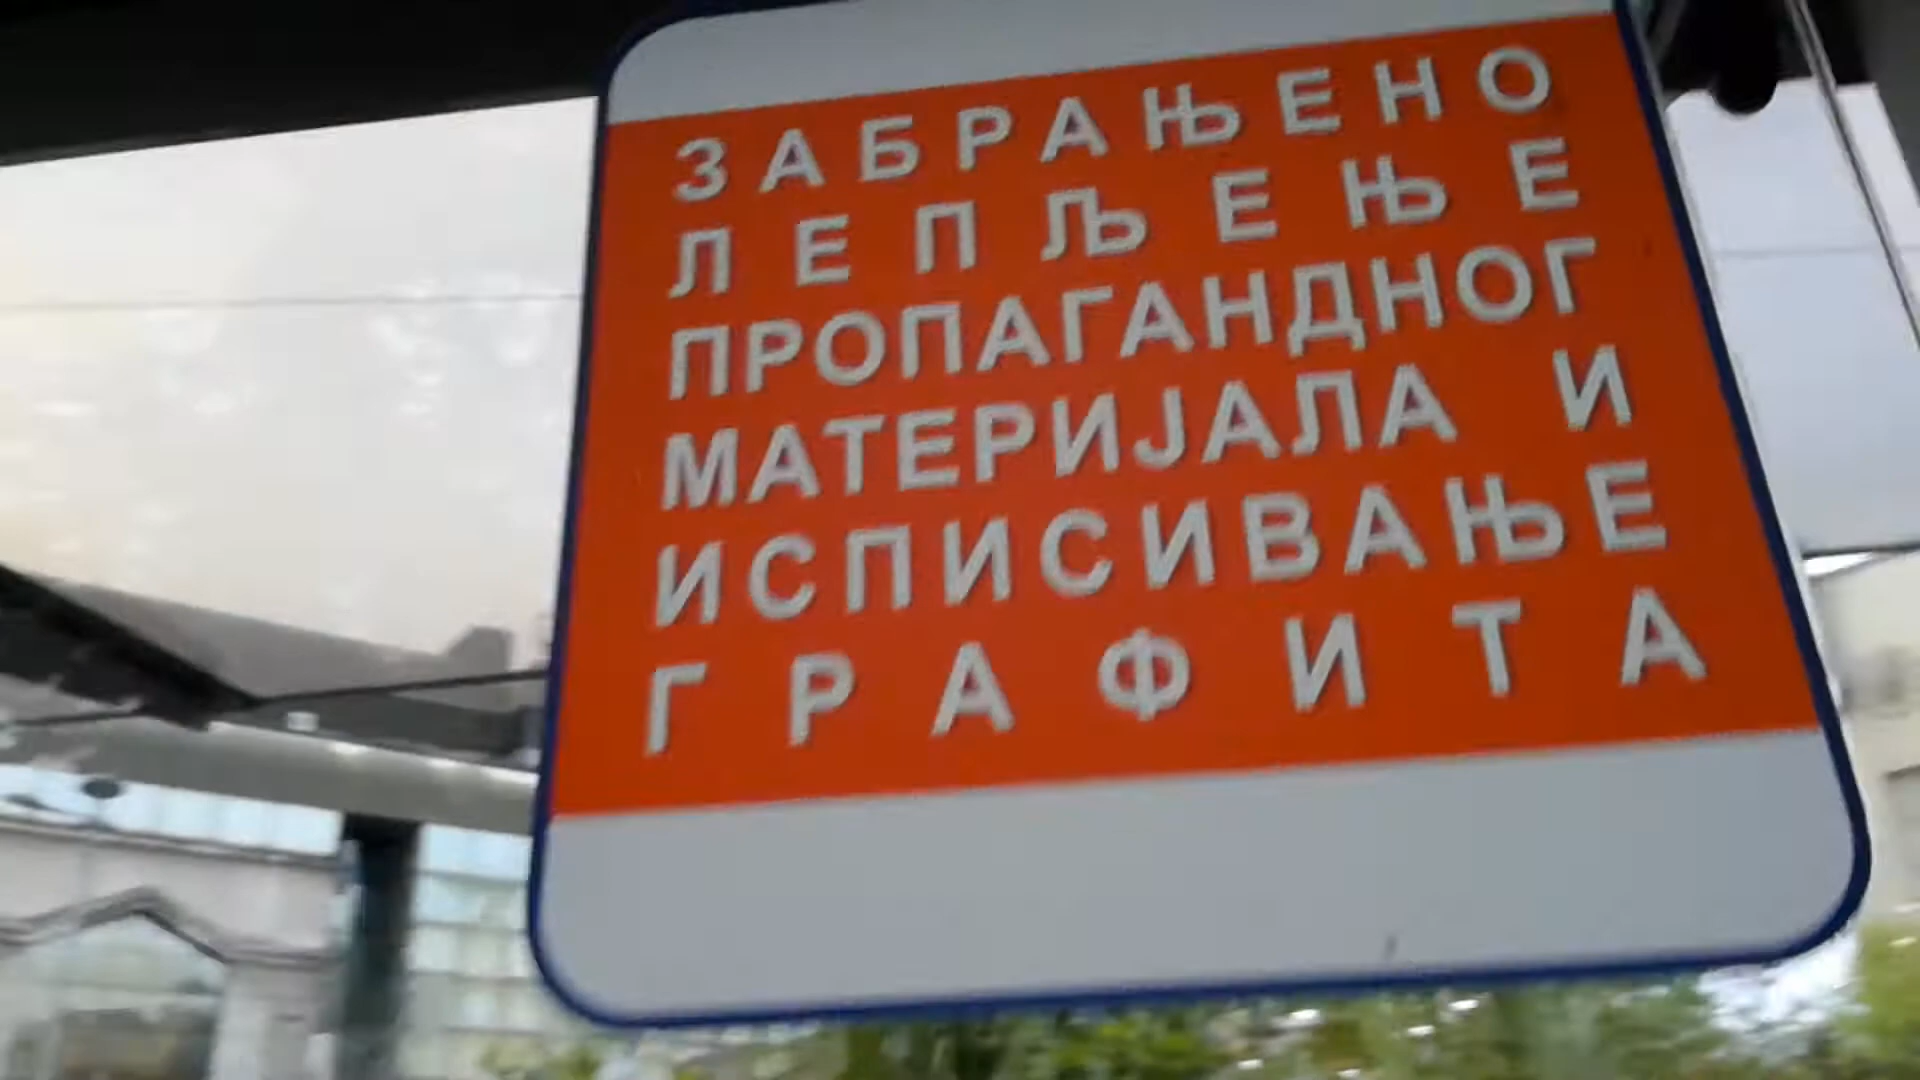 ЗАБРАЊЕНО
ЛЕПЉЕЊЕ
ПРОПАГАНДНОГ
МАТЕРИЈАЛА И
ИСПИСИВАЊЕ
ГРАФИТА